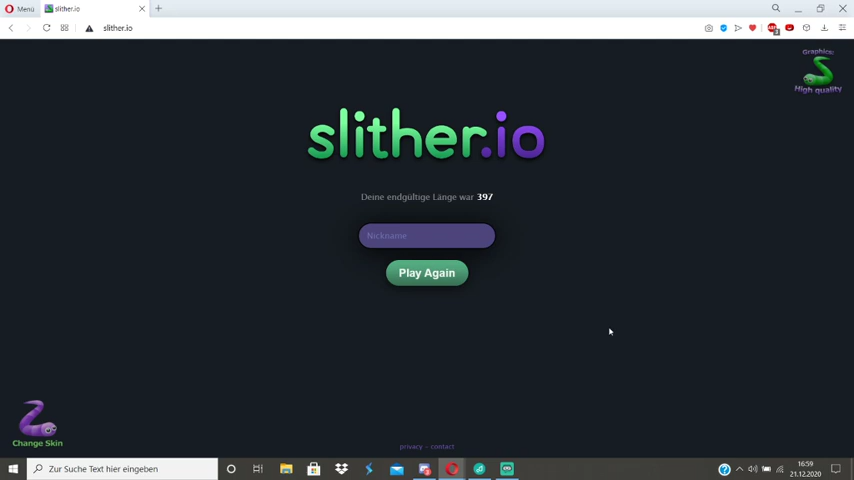 Menü
slither.io
slither.io
Graphics:
High quality
slither.io
Deine endgültige Länge war 397
Nickname
Play Again
Change Skin
privacy - contact
Zur Suche Text hier eingeben
16:59
21.12.2020